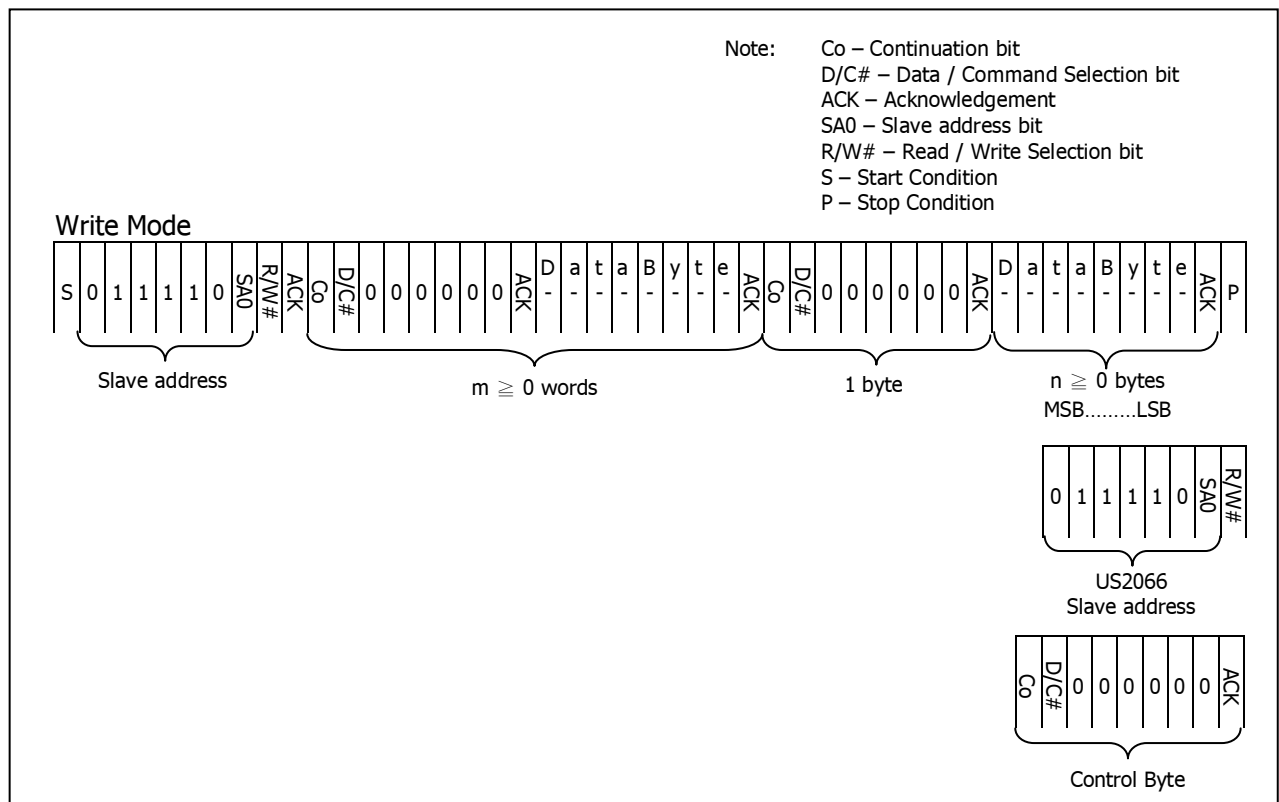 Note: Co – Continuation bit
D/C# – Data / Command Selection bit
ACK – Acknowledgement
SA0 – Slave address bit
R/W# – Read / Write Selection bit
S – Start Condition
P – Stop Condition
Write Mode
S 0 1 1 1 1 0 SA0 R/W# ACK Co D/C# 0 0 0 0 0 0 ACK D a t a B y t e ACK Co D/C# 0 0 0 0 0 0 ACK D a t a B y t e ACK P
- - - - - - - - - - - - - - - -
Slave address m ≧ 0 words 1 byte n ≧ 0 bytes
MSB.........LSB
0 1 1 1 1 0 SA0 R/W#
US2066
Slave address
Co D/C# 0 0 0 0 0 0 ACK
Control Byte